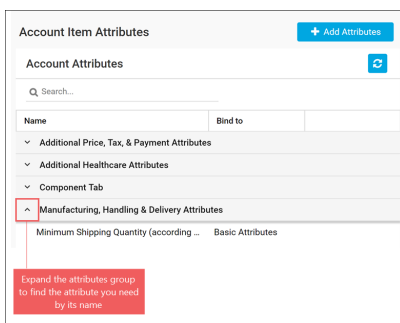 Account Item Attributes
Add Attributes
Account Attributes
Search...
Name Bind to
Additional Price, Tax, & Payment Attributes
Additional Healthcare Attributes
Component Tab
Manufacturing, Handling & Delivery Attributes
Minimum Shipping Quantity (according ... Basic Attributes
Expand the attributes group
to find the attribute you need
by its name